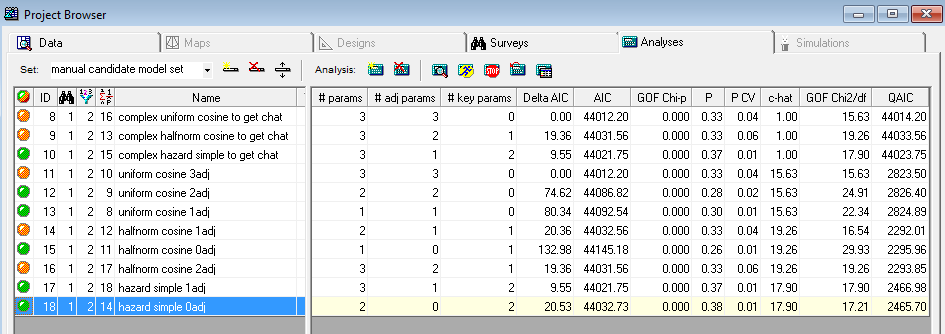 Project Browser
Data Maps Designs Surveys Analyses Simulations
Set: manual candidate model set Analysis:
ID Name # params # adj params # key params Delta AIC AIC GOF Chi-p P P CV c-hat GOF Chi2/df QAIC
8 1 2 16 complex uniform cosine to get chat 3 3 0 0.00 44012.20 0.000 0.33 0.04 1.00 15.63 44014.20
9 1 2 13 complex halfnorm cosine to get chat 3 2 1 19.36 44031.56 0.000 0.33 0.06 1.00 19.26 44033.56
10 1 2 15 complex hazard simple to get chat 3 1 2 9.55 44021.75 0.000 0.37 0.01 1.00 17.90 44023.75
11 1 2 10 uniform cosine 3adj 3 3 0 0.00 44012.20 0.000 0.33 0.04 15.63 15.63 2823.50
12 1 2 9 uniform cosine 2adj 2 2 0 74.62 44086.82 0.000 0.28 0.02 15.63 24.91 2826.40
13 1 2 8 uniform cosine 1adj 1 1 0 80.34 44092.54 0.000 0.30 0.01 15.63 22.34 2824.89
14 1 2 12 halfnorm cosine 1adj 2 1 1 20.36 44032.56 0.000 0.33 0.04 19.26 16.54 2292.01
15 1 2 11 halfnorm cosine 0adj 1 0 1 132.98 44145.18 0.000 0.26 0.01 19.26 29.93 2295.96
16 1 2 17 halfnorm cosine 2adj 3 2 1 19.36 44031.56 0.000 0.33 0.06 19.26 19.26 2293.85
17 1 2 18 hazard simple 1adj 3 1 2 9.55 44021.75 0.000 0.37 0.01 17.90 17.90 2466.98
18 1 2 14 hazard simple 0adj 2 0 2 20.53 44032.73 0.000 0.38 0.01 17.90 17.21 2465.70